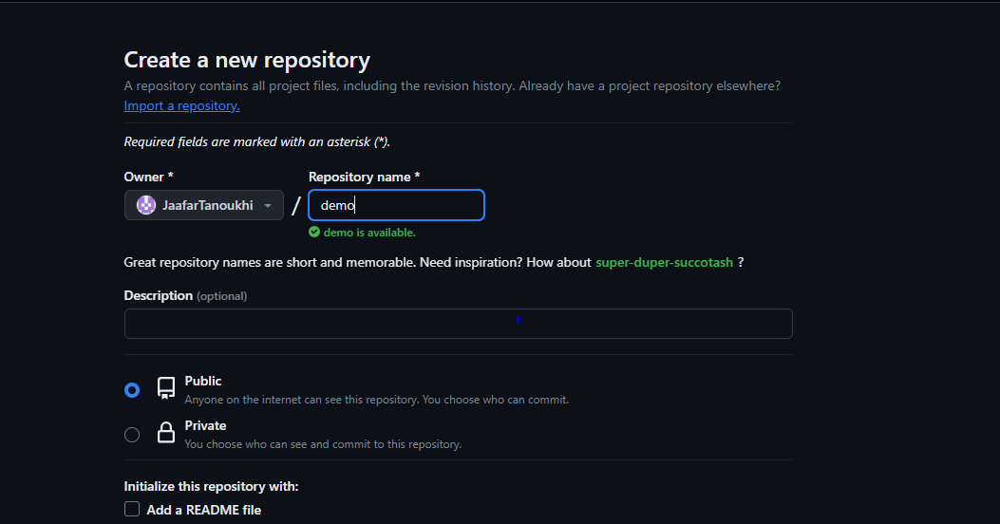 Create a new repository
A repository contains all project files, including the revision history. Already have a project repository elsewhere?
Import a repository.
Required fields are marked with an asterisk (*).
Owner * Repository name *
JaafarTanoukhi / demo
demo is available.
Great repository names are short and memorable. Need inspiration? How about super-duper-succotash ?
Description (optional)
Public
Anyone on the internet can see this repository. You choose who can commit.
Private
You choose who can see and commit to this repository.
Initialize this repository with:
Add a README file